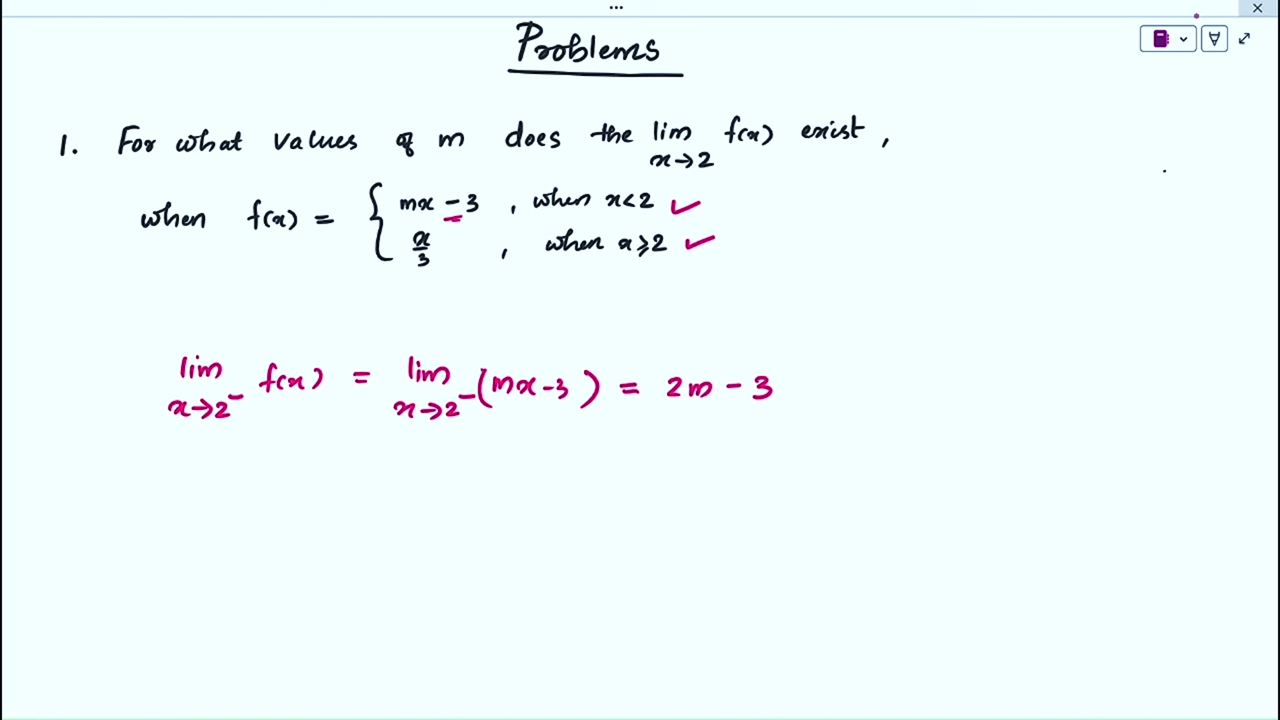 Problems
1. For what values of m does the lim x→2 f(x) exist,
when f(x) = { mx - 3 , when x<2 ✓
x/3 , when x⩾2 ✓
lim x→2⁻ f(x) = lim x→2⁻ (mx-3) = 2m - 3